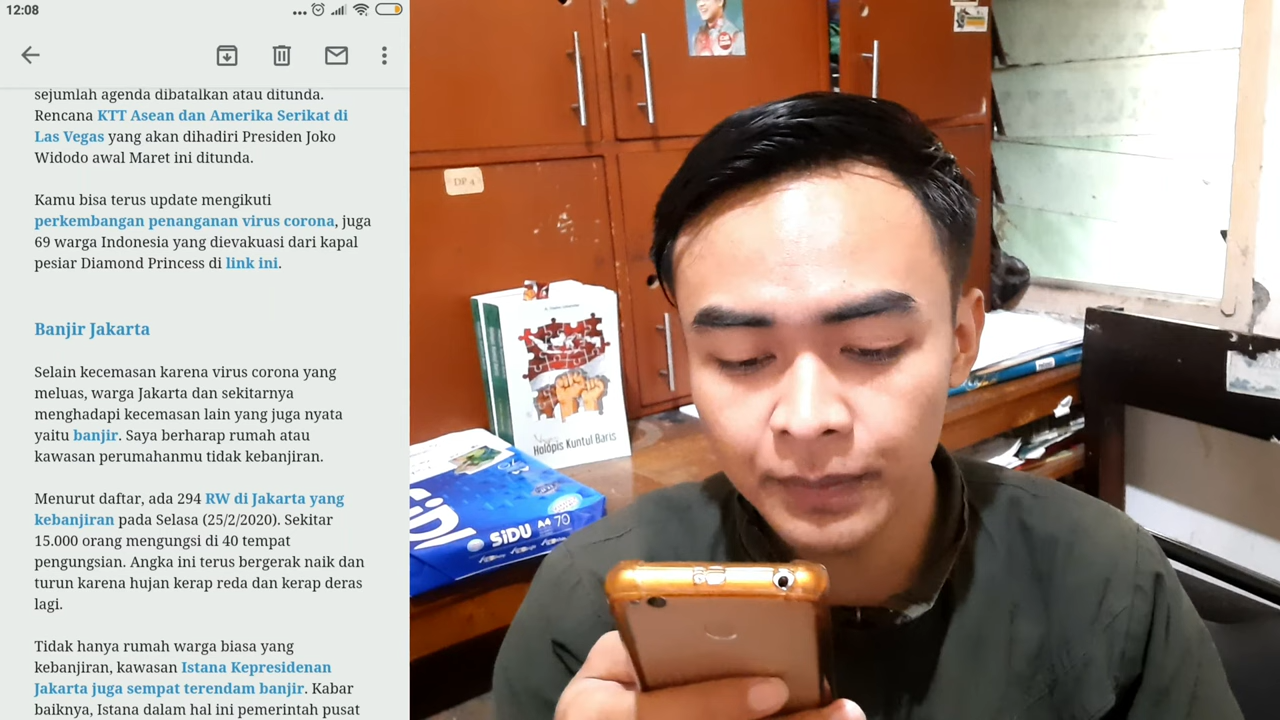 12:08
sejumlah agenda dibatalkan atau ditunda.
Rencana KTT Asean dan Amerika Serikat di
Las Vegas yang akan dihadiri Presiden Joko
Widodo awal Maret ini ditunda.
Kamu bisa terus update mengikuti
perkembangan penanganan virus corona, juga
69 warga Indonesia yang dievakuasi dari kapal
pesiar Diamond Princess di link ini.
Banjir Jakarta
Selain kecemasan karena virus corona yang
meluas, warga Jakarta dan sekitarnya
menghadapi kecemasan lain yang juga nyata
yaitu banjir. Saya berharap rumah atau
kawasan perumahanmu tidak kebanjiran.
Menurut daftar, ada 294 RW di Jakarta yang
kebanjiran pada Selasa (25/2/2020). Sekitar
15.000 orang mengungsi di 40 tempat
pengungsian. Angka ini terus bergerak naik dan
turun karena hujan kerap reda dan kerap deras
lagi.
Tidak hanya rumah warga biasa yang
kebanjiran, kawasan Istana Kepresidenan
Jakarta juga sempat terendam banjir. Kabar
baiknya, Istana dalam hal ini pemerintah pusat
DP 4
Holopis Kuntul Baris
SiDU A4 70